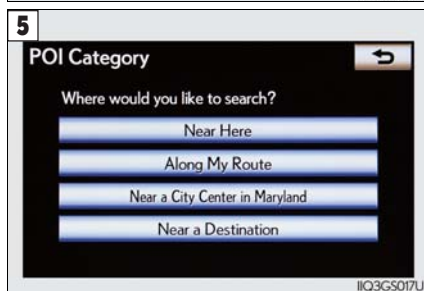 5
POI Category
Where would you like to search?
Near Here
Along My Route
Near a City Center in Maryland
Near a Destination
IIQ3GS017U